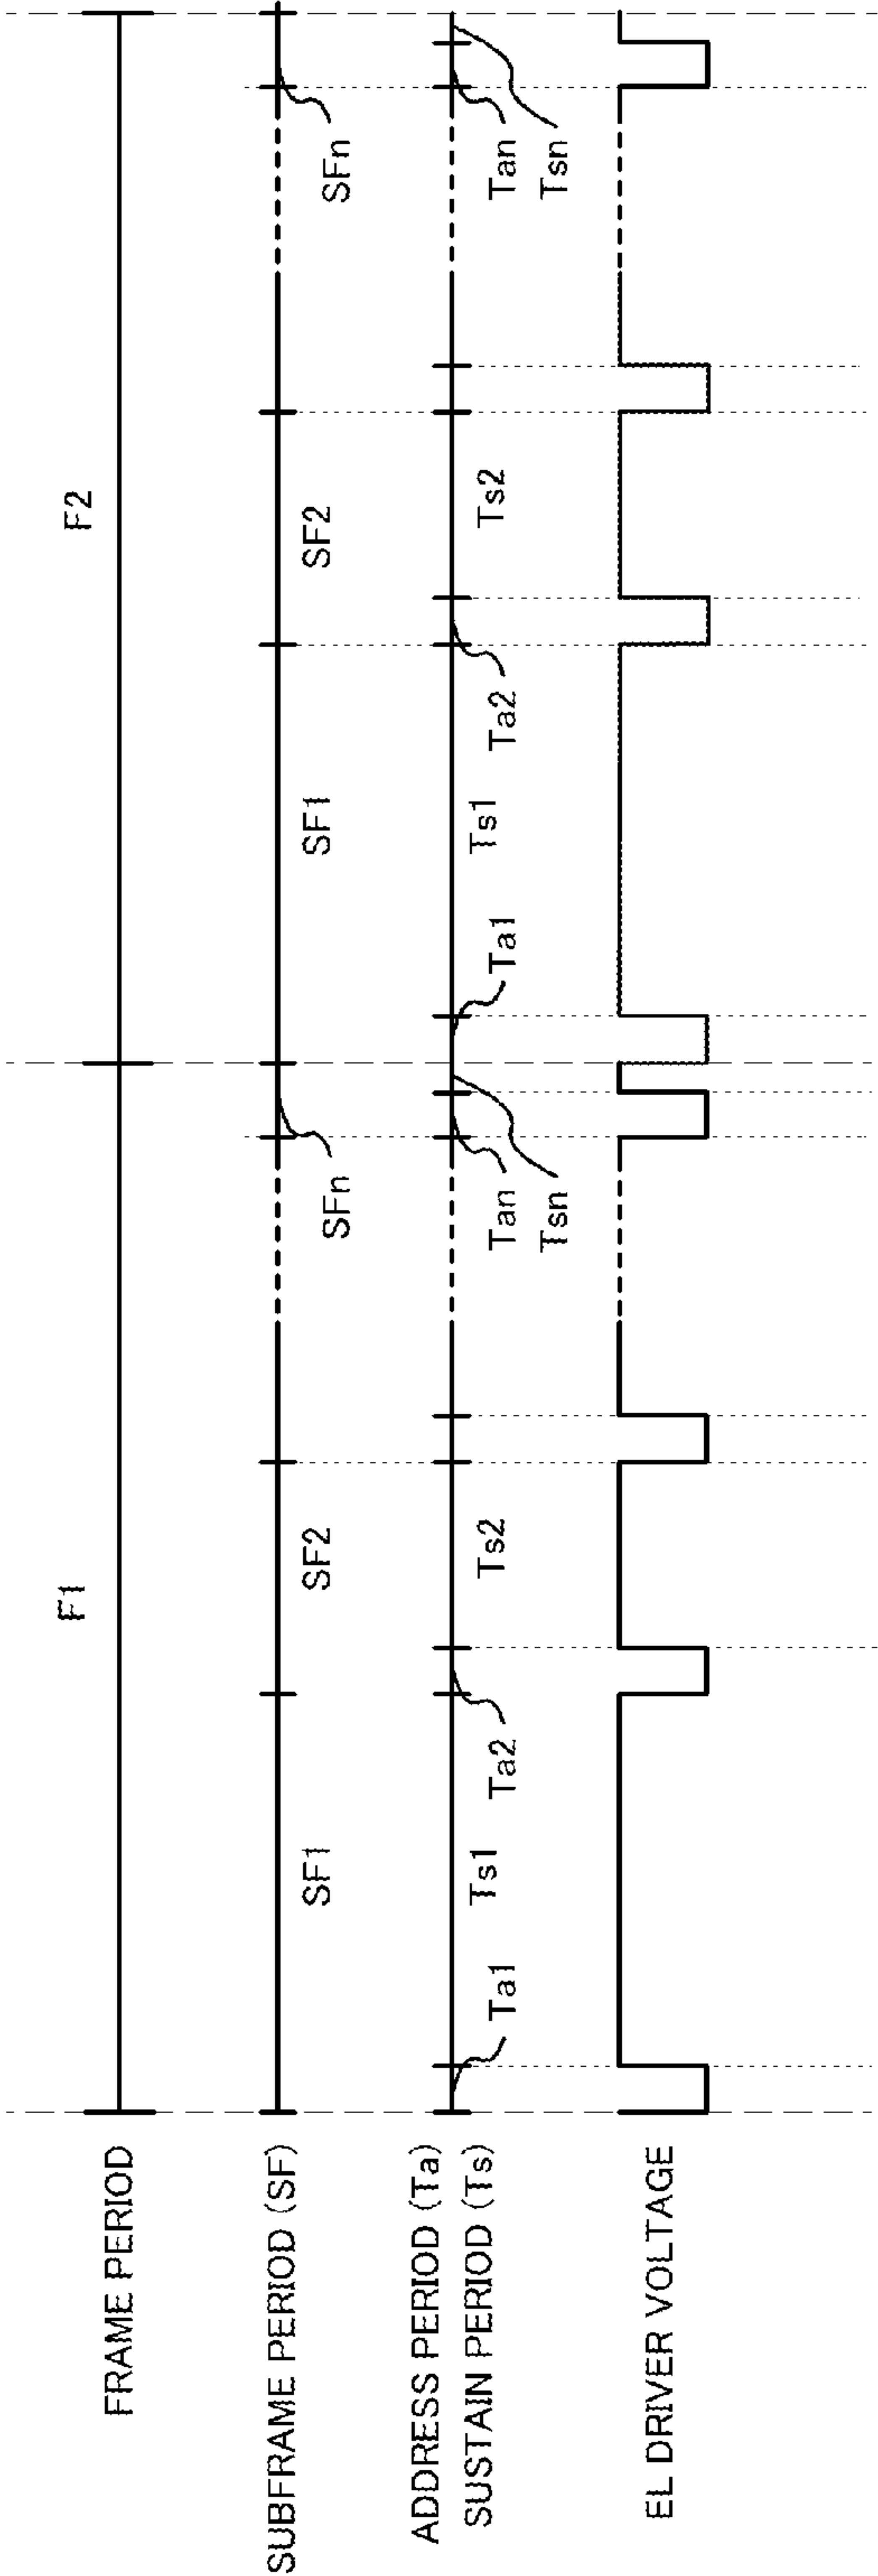 FRAME PERIOD
F1
F2
SUBFRAME PERIOD (SF)
SF1
SF2
SFn
SF1
SF2
SFn
ADDRESS PERIOD (Ta)
SUSTAIN PERIOD (Ts)
Ta1
Ts1
Ta2
Ts2
Tan
Tsn
Ta1
Ts1
Ta2
Ts2
Tan
Tsn
EL DRIVER VOLTAGE